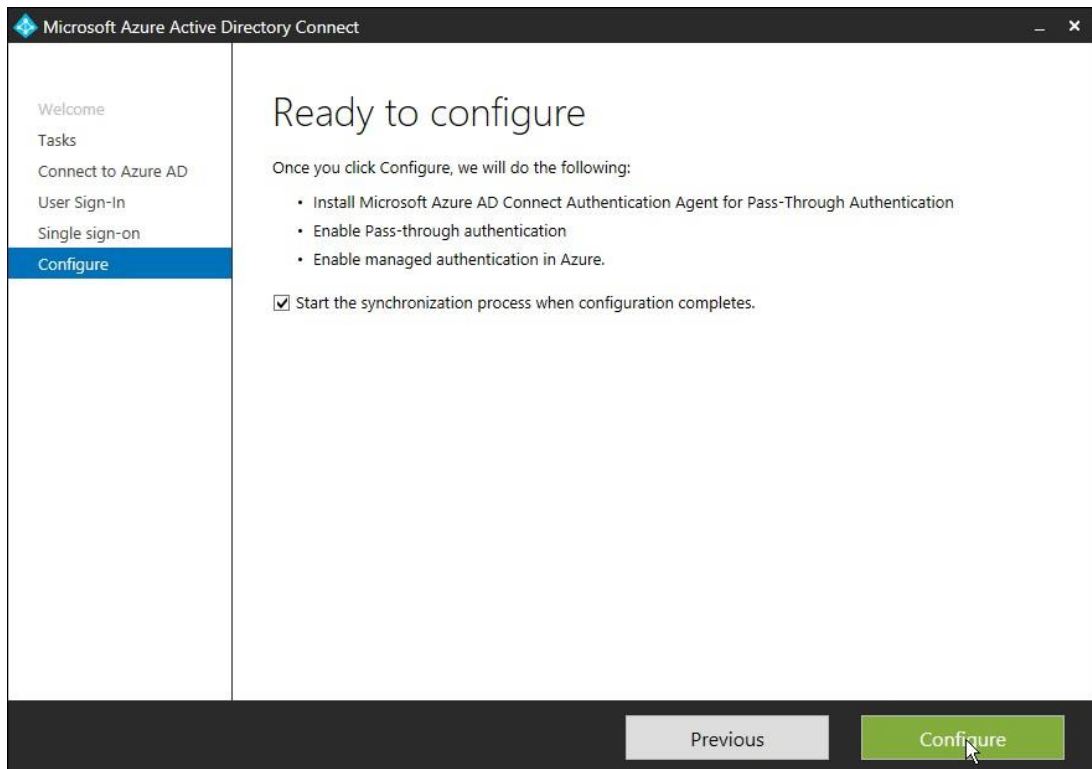 Microsoft Azure Active Directory Connect
Welcome
Tasks
Connect to Azure AD
User Sign-In
Single sign-on
Configure
Ready to configure
Once you click Configure, we will do the following:
• Install Microsoft Azure AD Connect Authentication Agent for Pass-Through Authentication
• Enable Pass-through authentication
• Enable managed authentication in Azure.
Start the synchronization process when configuration completes.
Previous
Configure